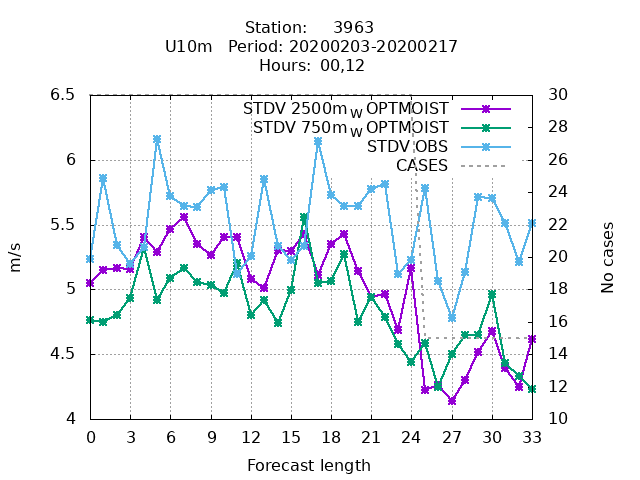 Station: 3963
U10m Period: 20200203-20200217
Hours: 00,12
STDV 2500m_W OPTMOIST
STDV 750m_W OPTMOIST
STDV OBS
CASES
6.5
6
5.5
5
4.5
4
m/s
30
28
26
24
22
20
18
16
14
12
10
No cases
0 3 6 9 12 15 18 21 24 27 30 33
Forecast length